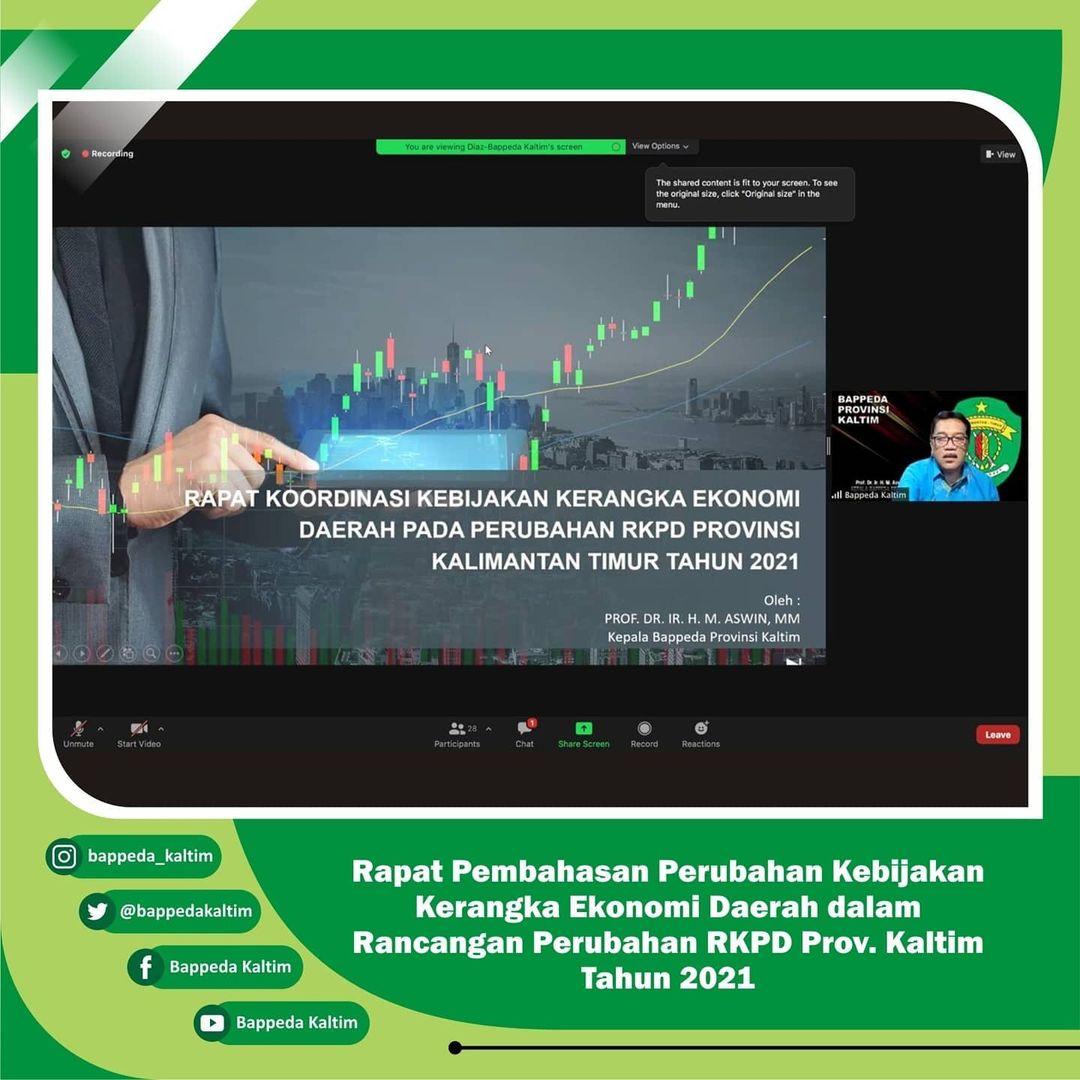 Recording
You are viewing Diaz-Bappeda Kaltim's screen
View Options
View
The shared content is fit to your screen. To see
the original size, click "Original size" in the
menu.
BAPPEDA
PROVINSI
KALTIM
Bappeda Kaltim
RAPAT KOORDINASI KEBIJAKAN KERANGKA EKONOMI
DAERAH PADA PERUBAHAN RKPD PROVINSI
KALIMANTAN TIMUR TAHUN 2021
Oleh :
PROF. DR. IR. H. M. ASWIN, MM
Kepala Bappeda Provinsi Kaltim
Unmute
Start Video
28
Participants
1
Chat
Share Screen
Record
Reactions
Leave
bappeda_kaltim
@bappedakaltim
Bappeda Kaltim
Bappeda Kaltim
Rapat Pembahasan Perubahan Kebijakan
Kerangka Ekonomi Daerah dalam
Rancangan Perubahan RKPD Prov. Kaltim
Tahun 2021